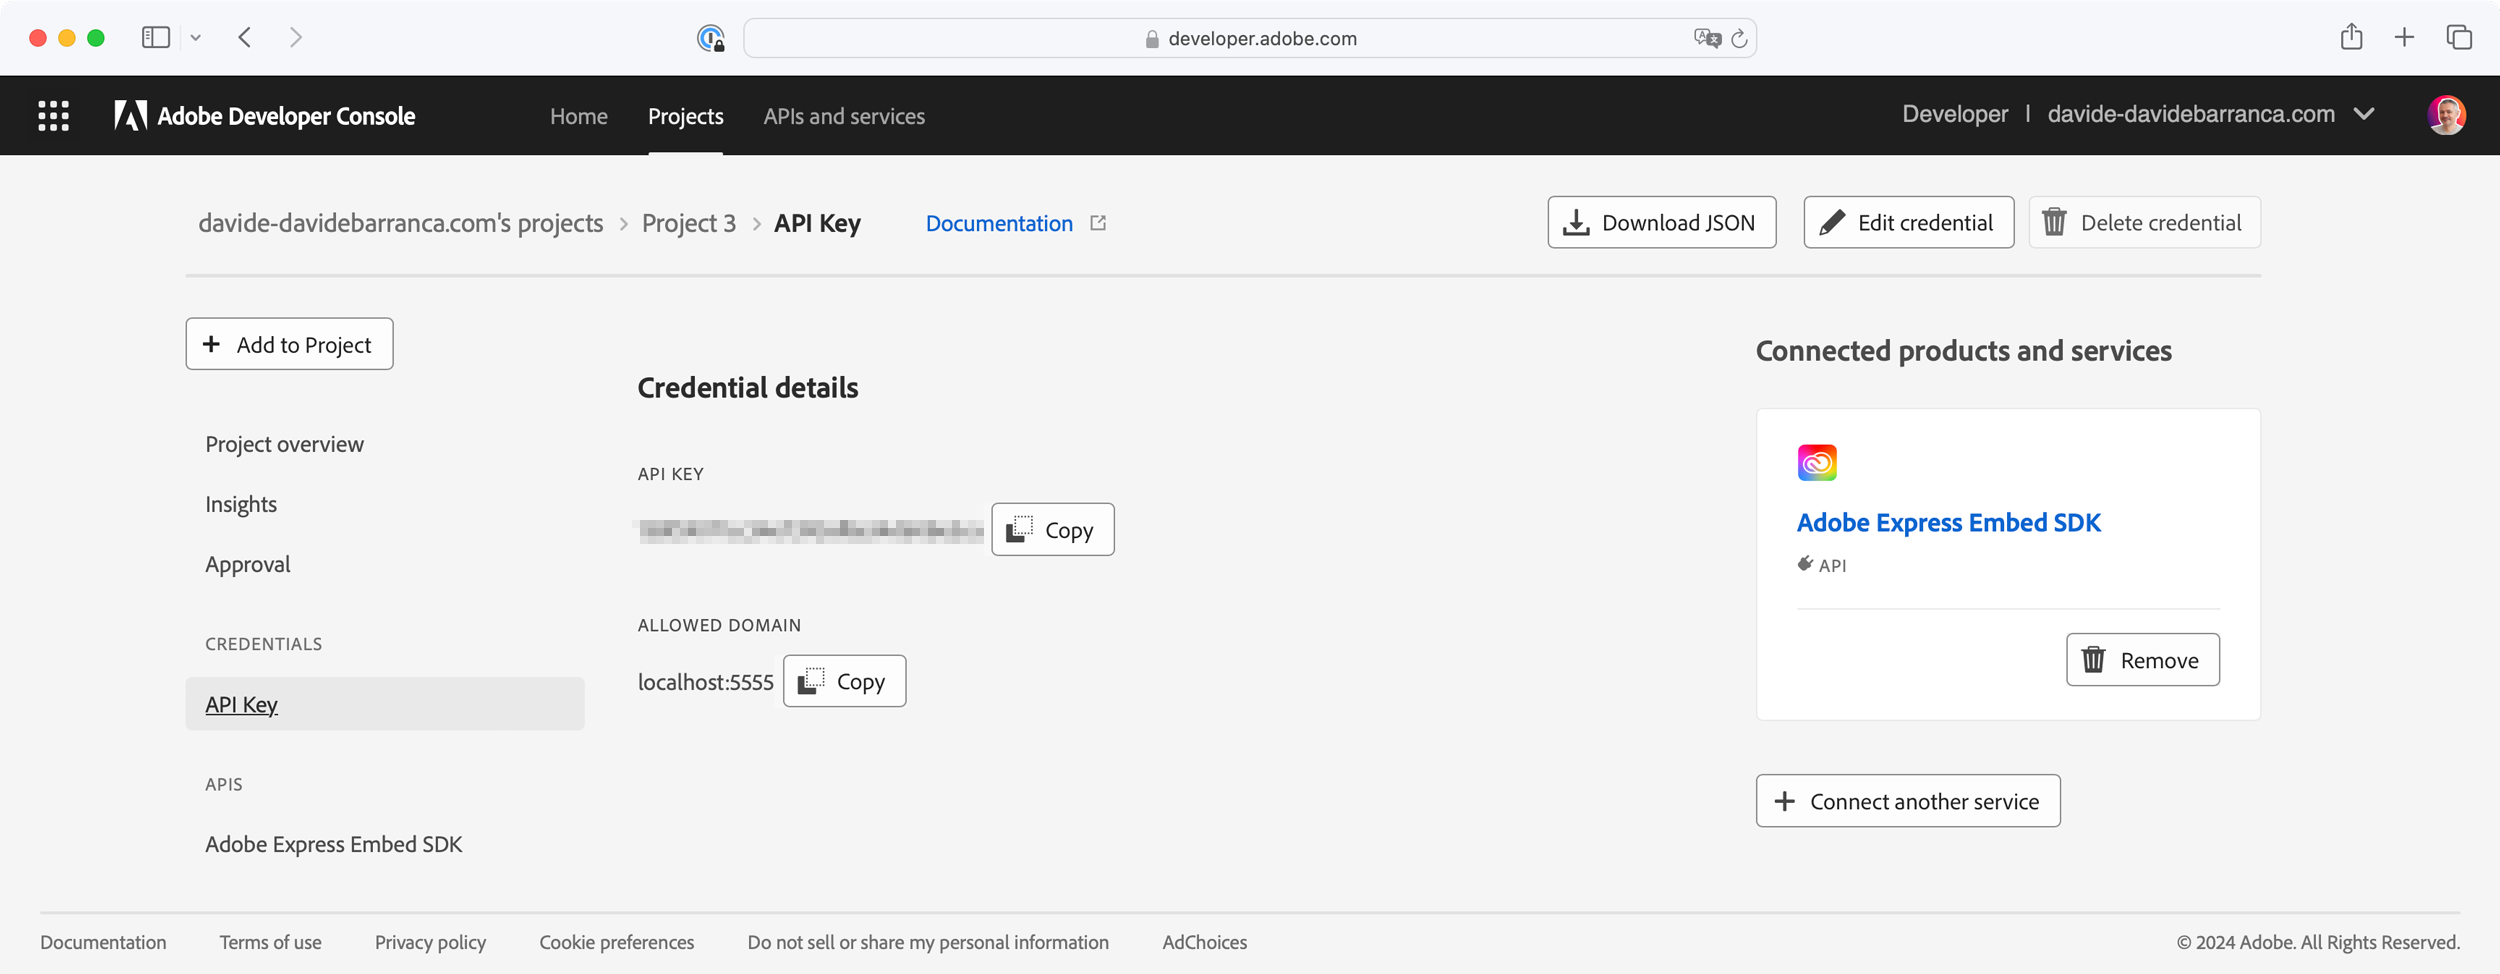 developer.adobe.com
Adobe Developer Console
Home
Projects
APIs and services
Developer | davide-davidebarranca.com
davide-davidebarranca.com's projects > Project 3 > API Key
Documentation
Download JSON
Edit credential
Delete credential
+ Add to Project
Project overview
Insights
Approval
CREDENTIALS
API Key
APIS
Adobe Express Embed SDK
Credential details
API KEY
Copy
ALLOWED DOMAIN
localhost:5555
Copy
Connected products and services
Adobe Express Embed SDK
API
Remove
+ Connect another service
Documentation
Terms of use
Privacy policy
Cookie preferences
Do not sell or share my personal information
AdChoices
© 2024 Adobe. All Rights Reserved.